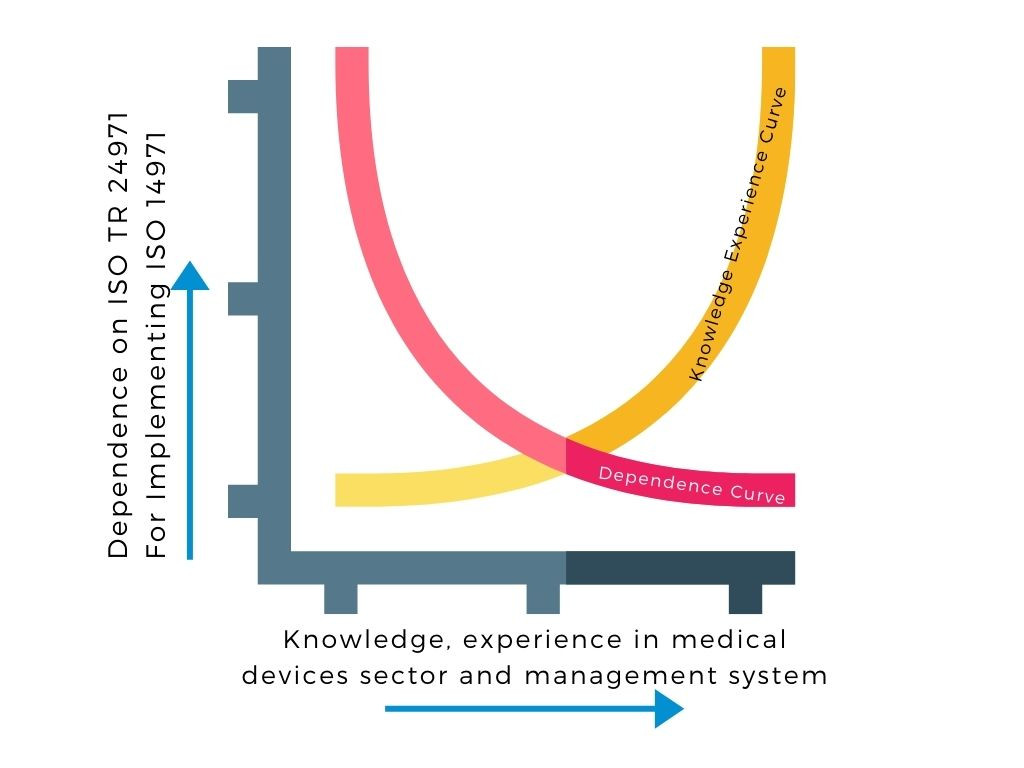 Dependence on ISO TR 24971
For Implementing ISO 14971
Knowledge Experience Curve
Dependence Curve
Knowledge, experience in medical
devices sector and management system